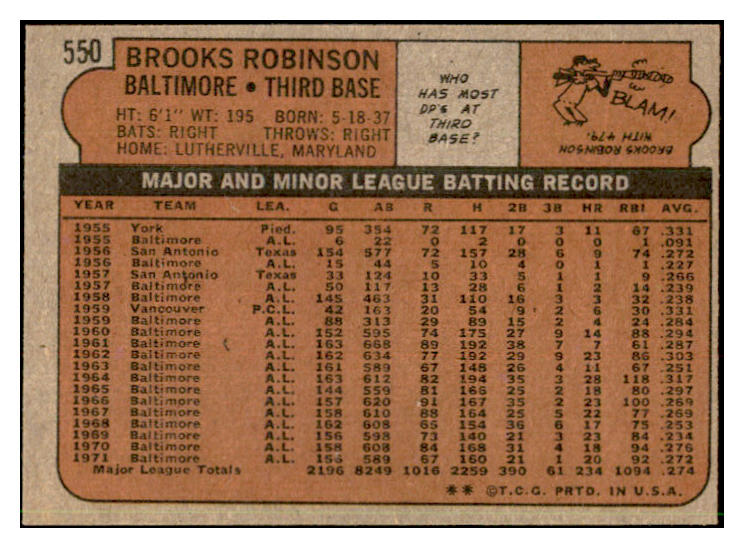 550
BROOKS ROBINSON
BALTIMORE • THIRD BASE
HT: 6'1" WT: 195 BORN: 5-18-37
BATS: RIGHT THROWS: RIGHT
HOME: LUTHERVILLE, MARYLAND
WHO
HAS MOST
DP'S AT
THIRD
BASE?
BLAM!
BROOKS ROBINSON
WITH 479.
MAJOR AND MINOR LEAGUE BATTING RECORD
YEAR TEAM LEA. G AB R H 2B 3B HR RBI AVG.
1955 York Pied. 95 354 72 117 17 3 11 67 .331
1955 Baltimore A.L. 6 22 0 2 0 0 0 1 .091
1956 San Antonio Texas 154 577 72 157 28 6 9 74 .272
1956 Baltimore A.L. 15 44 5 10 4 0 1 1 .227
1957 San Antonio Texas 33 124 10 33 5 1 1 9 .266
1957 Baltimore A.L. 50 117 13 28 6 1 2 14 .239
1958 Baltimore A.L. 145 463 31 110 16 3 3 32 .238
1959 Vancouver P.C.L. 42 163 20 54 9 2 6 30 .331
1959 Baltimore A.L. 88 313 29 89 15 2 4 24 .284
1960 Baltimore A.L. 152 595 74 175 27 9 14 88 .294
1961 Baltimore A.L. 163 668 89 192 38 7 7 61 .287
1962 Baltimore A.L. 162 634 77 192 29 9 23 86 .303
1963 Baltimore A.L. 161 589 67 148 26 4 11 67 .251
1964 Baltimore A.L. 163 612 82 194 35 3 28 118 .317
1965 Baltimore A.L. 144 559 81 166 25 2 18 80 .297
1966 Baltimore A.L. 157 620 91 167 35 2 23 100 .269
1967 Baltimore A.L. 158 610 88 164 25 5 22 77 .269
1968 Baltimore A.L. 162 608 65 154 36 6 17 75 .253
1969 Baltimore A.L. 156 598 73 140 21 3 23 84 .234
1970 Baltimore A.L. 158 608 84 168 31 4 18 94 .276
1971 Baltimore A.L. 156 589 67 160 21 1 20 92 .272
Major League Totals 2196 8249 1016 2259 390 61 234 1094 .274
** ©T.C.G. PRTD. IN U.S.A.